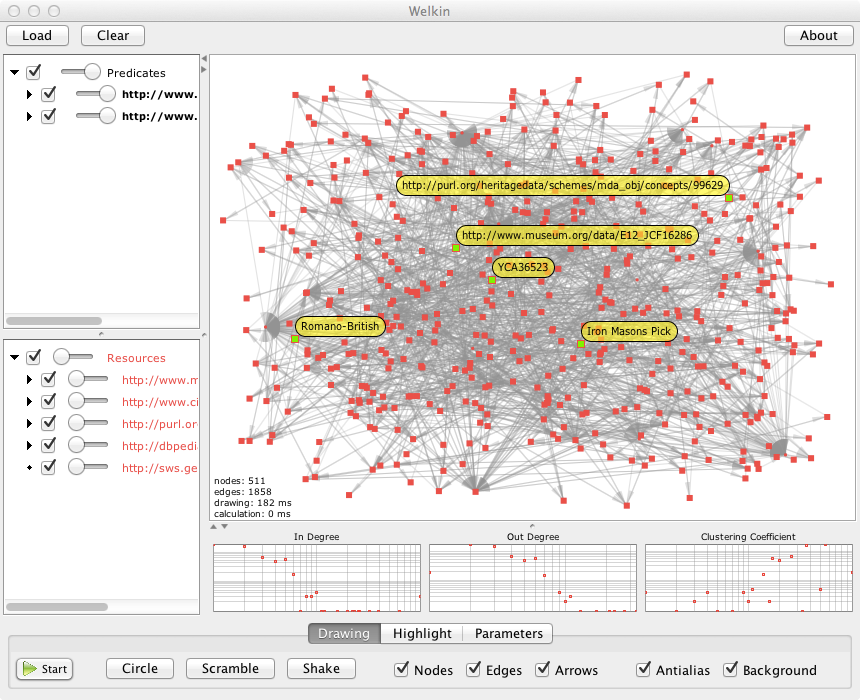 Welkin
Load Clear About
Predicates
http://www.
http://www.
Resources
http://www.m
http://www.ci
http://purl.or
http://dbpedi
http://sws.ge
http://purl.org/heritagedata/schemes/mda_obj/concepts/99629
http://www.museum.org/data/E12_JCF16286
YCA36523
Romano-British
Iron Masons Pick
nodes: 511
edges: 1858
drawing: 182 ms
calculation: 0 ms
In Degree Out Degree Clustering Coefficient
Drawing Highlight Parameters
Start Circle Scramble Shake Nodes Edges Arrows Antialias Background